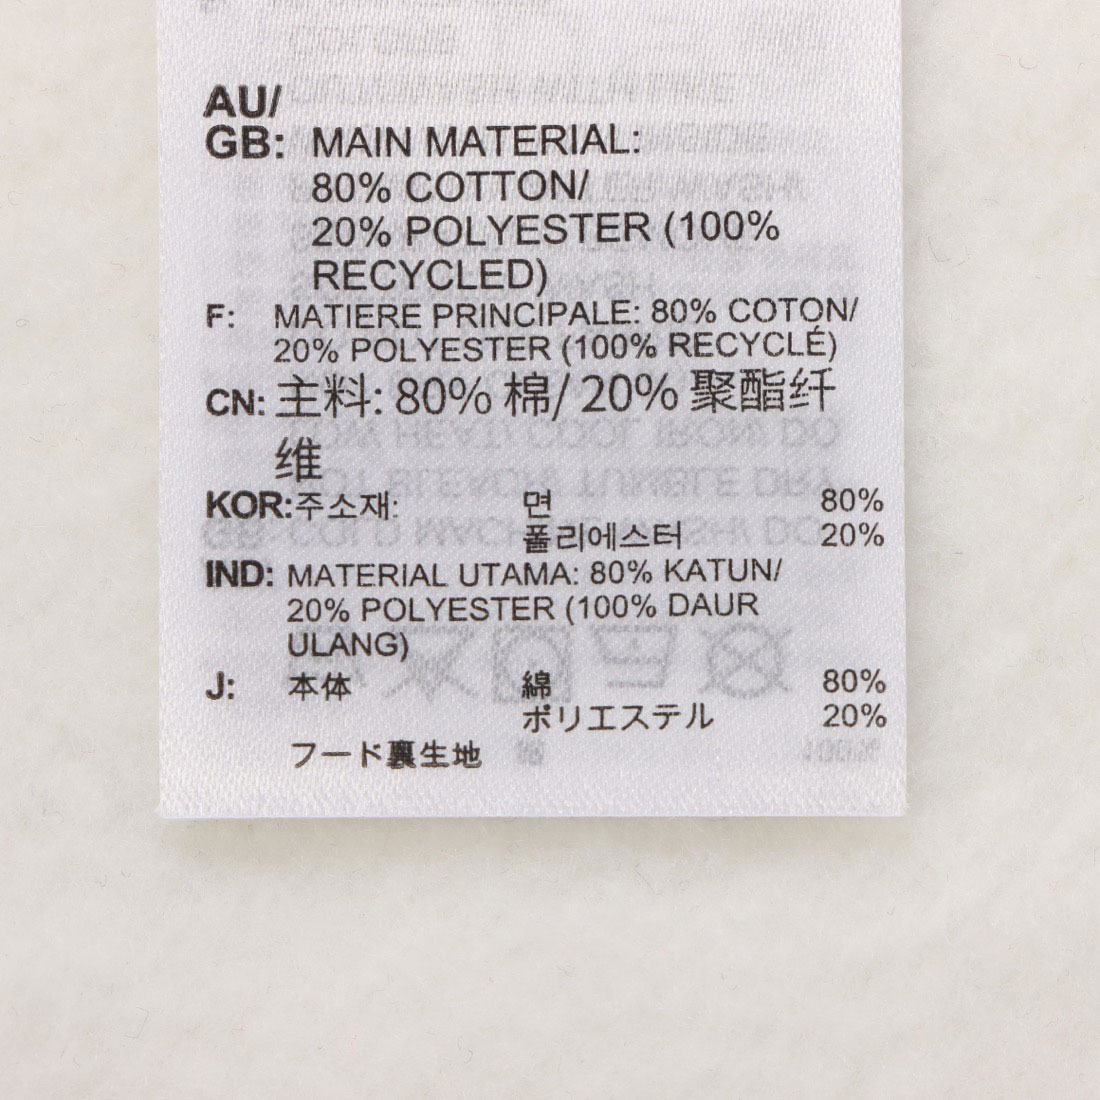 AU/
GB: MAIN MATERIAL:
80% COTTON/
20% POLYESTER (100%
RECYCLED)
F: MATIERE PRINCIPALE: 80% COTON/
20% POLYESTER (100% RECYCLÉ)
CN: 主料: 80% 棉/ 20% 聚酯纤
维
KOR: 주소재: 면 80%
폴리에스터 20%
IND: MATERIAL UTAMA: 80% KATUN/
20% POLYESTER (100% DAUR
ULANG)
J: 本体 綿 80%
ポリエステル 20%
フード裏生地